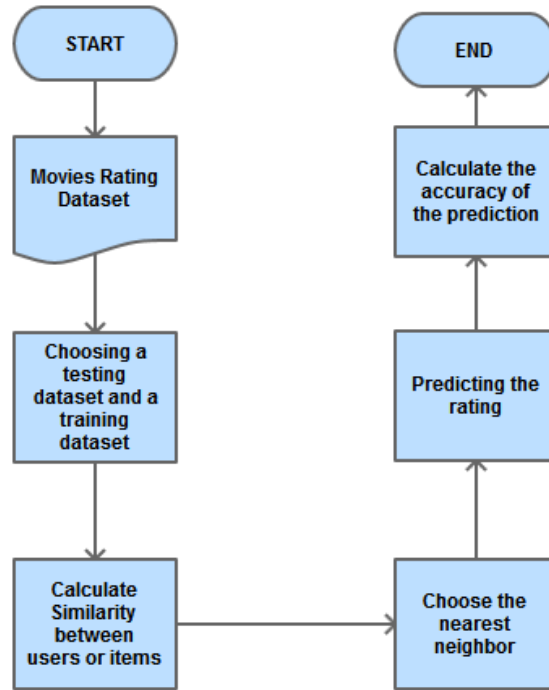 START
Movies Rating
Dataset
Choosing a
testing
dataset and a
training
dataset
Calculate
Similarity
between
users or items
Choose the
nearest
neighbor
Predicting the
rating
Calculate the
accuracy of
the prediction
END